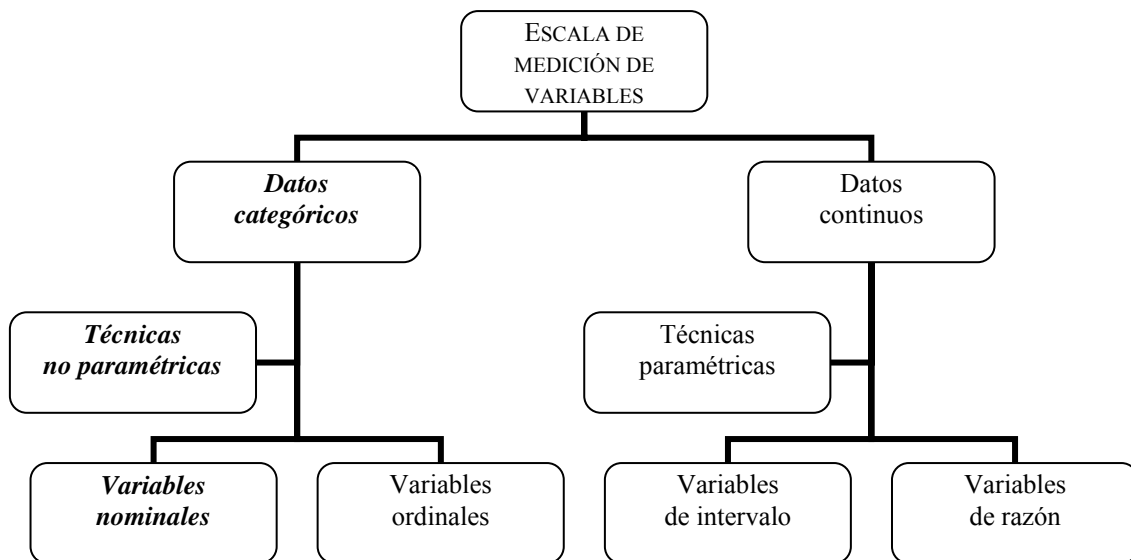 ESCALA DE
MEDICIÓN DE
VARIABLES
Datos
categóricos
Datos
continuos
Técnicas
no paramétricas
Técnicas
paramétricas
Variables
nominales
Variables
ordinales
Variables
de intervalo
Variables
de razón